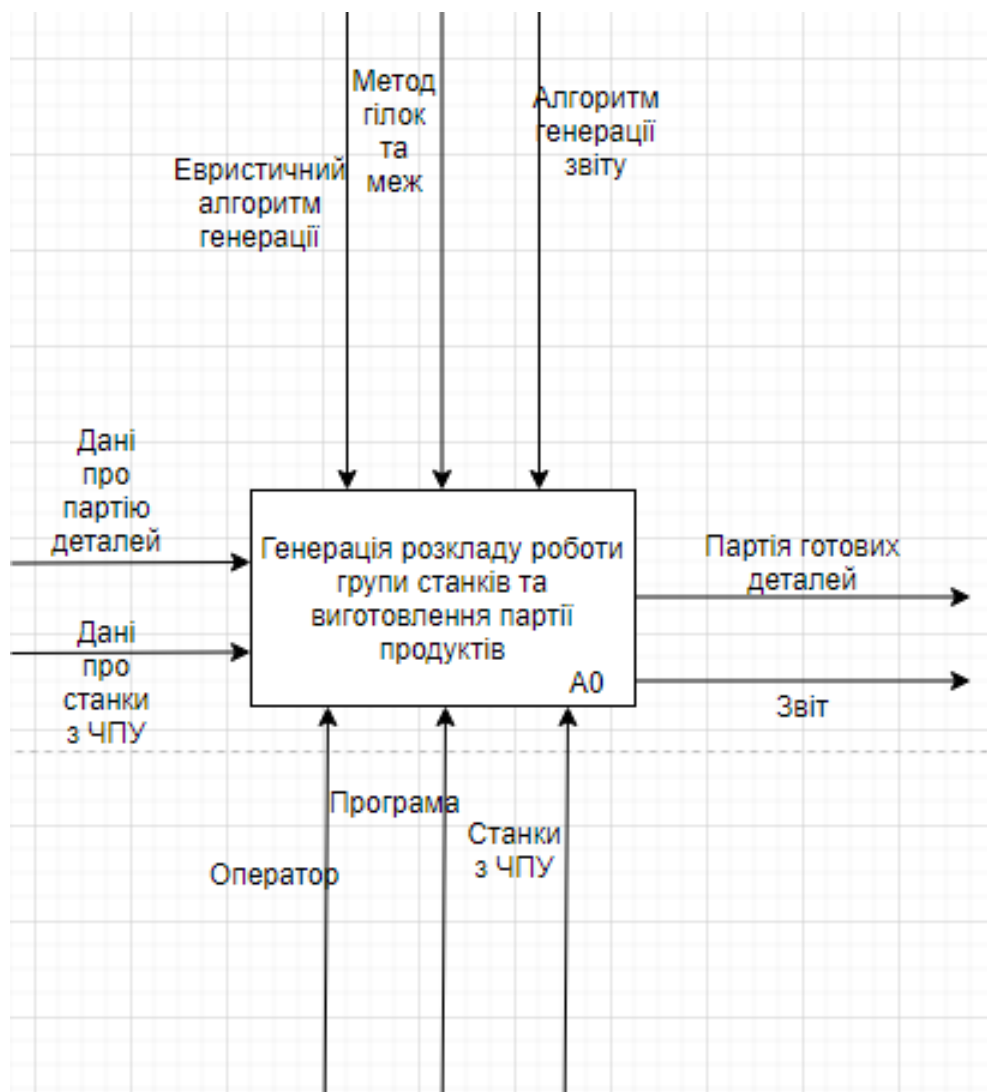 Метод
гілок
та
меж
Алгоритм
генерації
звіту
Евристичний
алгоритм
генерації
Дані
про
партію
деталей
Дані
про
станки
з ЧПУ
Генерація розкладу роботи
групи станків та
виготовлення партії
продуктів
A0
Партія готових
деталей
Звіт
Програма
Станки
з ЧПУ
Оператор